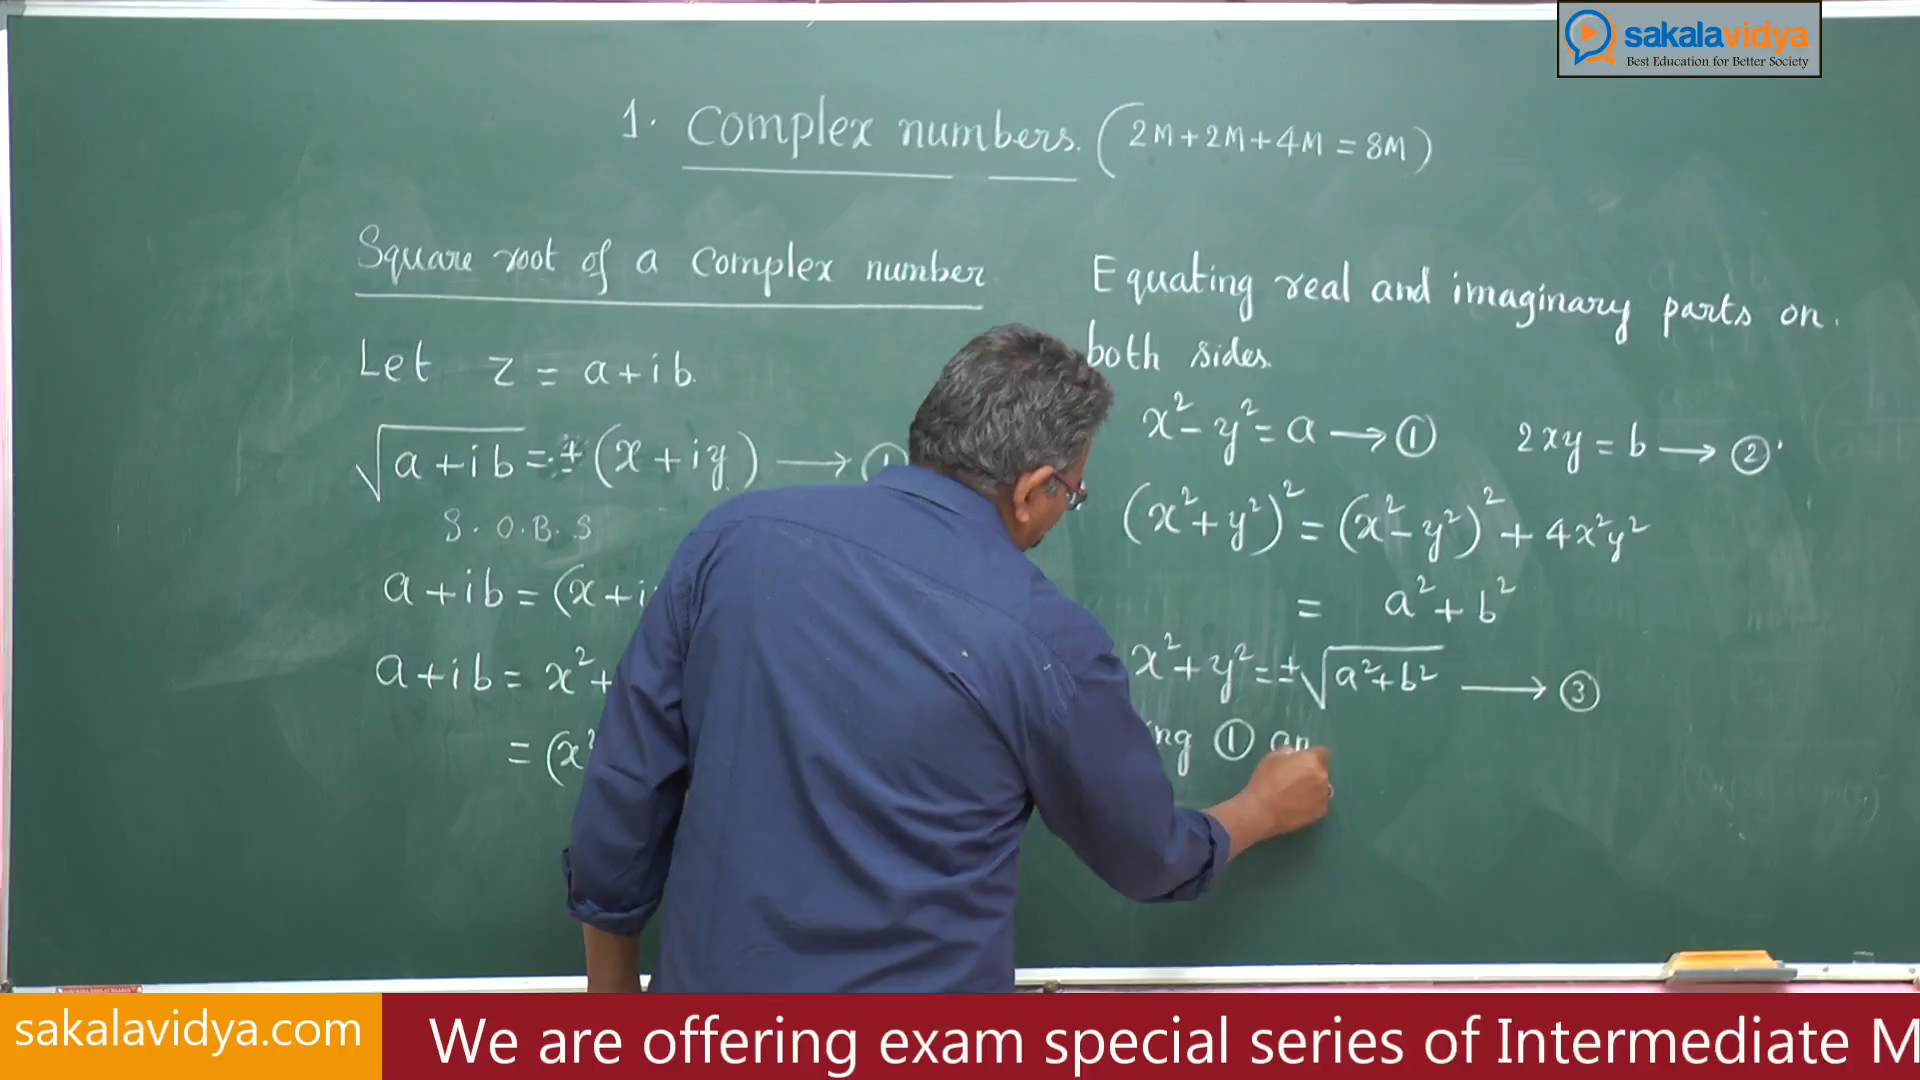 sakalavidya
Best Education for Better Society
1. Complex numbers. (2M+2M+4M = 8M)
Square root of a complex number
Let z = a+ib.
√(a+ib) = ± (x+iy) → ①
S.O.B.S
a+ib = (x+i
a+ib = x²+
= (x²
Equating real and imaginary parts on.
both sides.
x² - y² = a → ① 2xy = b → ②
(x²+y²)² = (x²-y²)² + 4x²y²
= a²+b²
x²+y² = ±√(a²+b²) → ③
ing ① an
sakalavidya.com
We are offering exam special series of Intermediate M